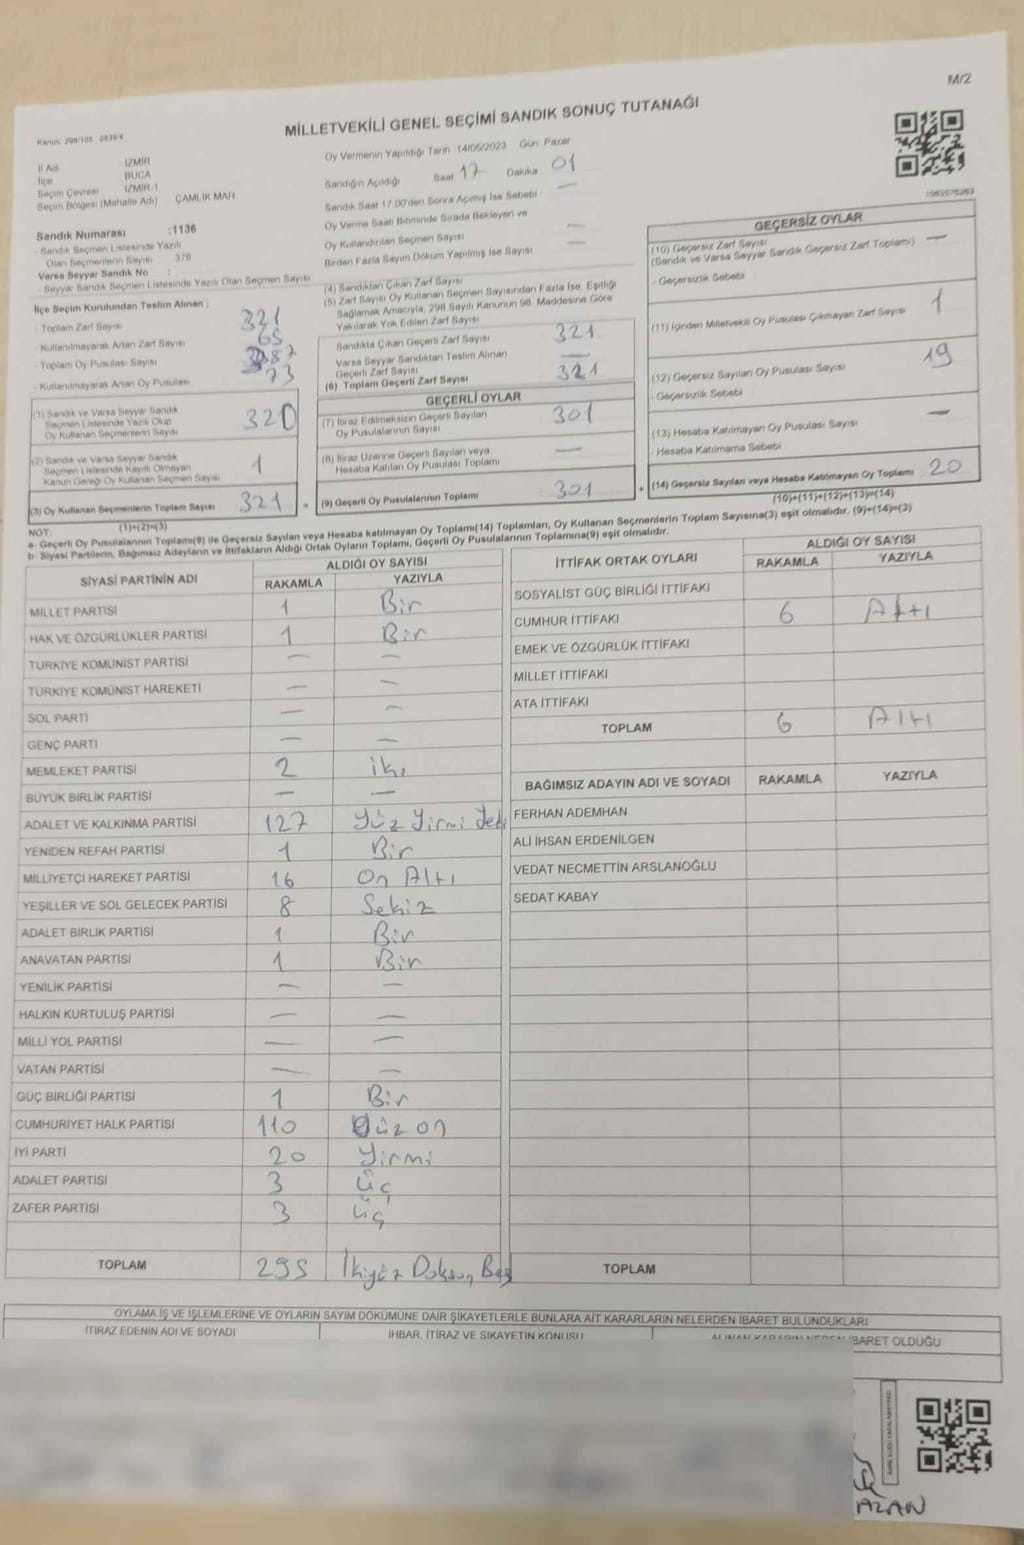 M/2
Kanun: 298/105 2839/4
MİLLETVEKİLİ GENEL SEÇİMİ SANDIK SONUÇ TUTANAĞI
İl Adı İZMİR
İlçe BUCA
Seçim Çevresi İZMİR-1
Seçim Bölgesi (Mahalle Adı) ÇAMLIK MAH
Sandık Numarası :1136
- Sandık Seçmen Listesinde Yazılı
Olan Seçmenlerin Sayısı 370
Varsa Seyyar Sandık No :
- Seyyar Sandık Seçmen Listesinde Yazılı Olan Seçmen Sayısı
Oy Vermenin Yapıldığı Tarih 14/05/2023 Gün Pazar
Sandığın Açıldığı Saat 17 Dakika 01
Sandık Saat 17.00'den Sonra Açmış İse Sebebi —
Oy Verme Saati Bitiminde Sırada Bekleyen ve
Oy Kullandırılan Seçmen Sayısı —
Birden Fazla Sayım Döküm Yapılmış İse Sayısı —
İlçe Seçim Kurulundan Teslim Alınan :
- Toplam Zarf Sayısı 321
- Kullanılmayarak Artan Zarf Sayısı 65
- Toplam Oy Pusulası Sayısı
- Kullanılmayarak Artan Oy Pusulası 73
(1) Sandık ve Varsa Seyyar Sandık
Seçmen Listesinde Yazılı Olup
Oy Kullanan Seçmenlerin Sayısı 320
(2) Sandık ve Varsa Seyyar Sandık
Seçmen Listesinde Kayıtlı Olmayan
Kanun Gereği Oy Kullanan Seçmen Sayısı 1
(3) Oy Kullanan Seçmenlerin Toplam Sayısı 321
(1)+(2)=(3)
(4) Sandıktan Çıkan Zarf Sayısı
(5) Zarf Sayısı Oy Kullanan Seçmen Sayısından Fazla İse, Eşitliği
Sağlamak Amacıyla, 298 Sayılı Kanunun 98. Maddesine Göre
Yakılarak Yok Edilen Zarf Sayısı
Sandıkta Çıkan Geçerli Zarf Sayısı 321
Varsa Seyyar Sandıktan Teslim Alınan
Geçerli Zarf Sayısı —
(6) Toplam Geçerli Zarf Sayısı 321
GEÇERLİ OYLAR
(7) İtiraz Edilmeksizin Geçerli Sayılan
Oy Pusulalarının Sayısı 301
(8) İtiraz Üzerine Geçerli Sayılan veya
Hesaba Katılan Oy Pusulası Toplamı —
= (9) Geçerli Oy Pusulalarının Toplamı 301
GEÇERSİZ OYLAR
(10) Geçersiz Zarf Sayısı
(Sandık ve Varsa Seyyar Sandık Geçersiz Zarf Toplamı) —
- Geçersizlik Sebebi
(11) İçinden Milletvekili Oy Pusulası Çıkmayan Zarf Sayısı 1
(12) Geçersiz Sayılan Oy Pusulası Sayısı 19
- Geçersizlik Sebebi
(13) Hesaba Katılmayan Oy Pusulası Sayısı —
- Hesaba Katılmama Sebebi
+ (14) Geçersiz Sayılan veya Hesaba Katılmayan Oy Toplamı 20
(10)+(11)+(12)+(13)=(14)
NOT:
a- Geçerli Oy Pusulalarının Toplamı(9) ile Geçersiz Sayılan veya Hesaba katılmayan Oy Toplamı(14) Toplamları, Oy Kullanan Seçmenlerin Toplam Sayısına(3) eşit olmalıdır. (9)+(14)=(3)
b- Siyasi Partilerin, Bağımsız Adayların ve İttifakların Aldığı Ortak Oyların Toplamı, Geçerli Oy Pusulalarının Toplamına(9) eşit olmalıdır.
SİYASİ PARTİNİN ADI ALDIĞI OY SAYISI
RAKAMLA YAZIYLA
MİLLET PARTİSİ 1 Bir
HAK VE ÖZGÜRLÜKLER PARTİSİ 1 Bir
TÜRKİYE KOMÜNİST PARTİSİ — —
TÜRKİYE KOMÜNİST HAREKETİ — —
SOL PARTİ — —
GENÇ PARTİ — —
MEMLEKET PARTİSİ 2 iki
BÜYÜK BİRLİK PARTİSİ — —
ADALET VE KALKINMA PARTİSİ 127 Yüz Yirmi Yedi
YENİDEN REFAH PARTİSİ 1 Bir
MİLLİYETÇİ HAREKET PARTİSİ 16 On Altı
YEŞİLLER VE SOL GELECEK PARTİSİ 8 Sekiz
ADALET BİRLİK PARTİSİ 1 Bir
ANAVATAN PARTİSİ 1 Bir
YENİLİK PARTİSİ — —
HALKIN KURTULUŞ PARTİSİ — —
MİLLİ YOL PARTİSİ — —
VATAN PARTİSİ — —
GÜÇ BİRLİĞİ PARTİSİ 1 Bir
CUMHURİYET HALK PARTİSİ 110 Yüz on
İYİ PARTİ 20 Yirmi
ADALET PARTİSİ 3 Üç
ZAFER PARTİSİ 3 Üç
TOPLAM 295 İkiyüz Doksan Beş
İTTİFAK ORTAK OYLARI ALDIĞI OY SAYISI
RAKAMLA YAZIYLA
SOSYALİST GÜÇ BİRLİĞİ İTTİFAKI
CUMHUR İTTİFAKI 6 Altı
EMEK VE ÖZGÜRLÜK İTTİFAKI
MİLLET İTTİFAKI
ATA İTTİFAKI
TOPLAM 6 Altı
BAĞIMSIZ ADAYIN ADI VE SOYADI RAKAMLA YAZIYLA
FERHAN ADEMHAN
ALİ İHSAN ERDENİLGEN
VEDAT NECMETTİN ARSLANOĞLU
SEDAT KABAY
TOPLAM
OYLAMA İŞ VE İŞLEMLERİNE VE OYLARIN SAYIM DÖKÜMÜNE DAİR ŞİKAYETLERLE BUNLARA AİT KARARLARIN NELERDEN İBARET BULUNDUKLARI
İTİRAZ EDENİN ADI VE SOYADI İHBAR, İTİRAZ VE ŞİKAYETİN KONUSU ALINAN KARARIN NEDEN İBARET OLDUĞU